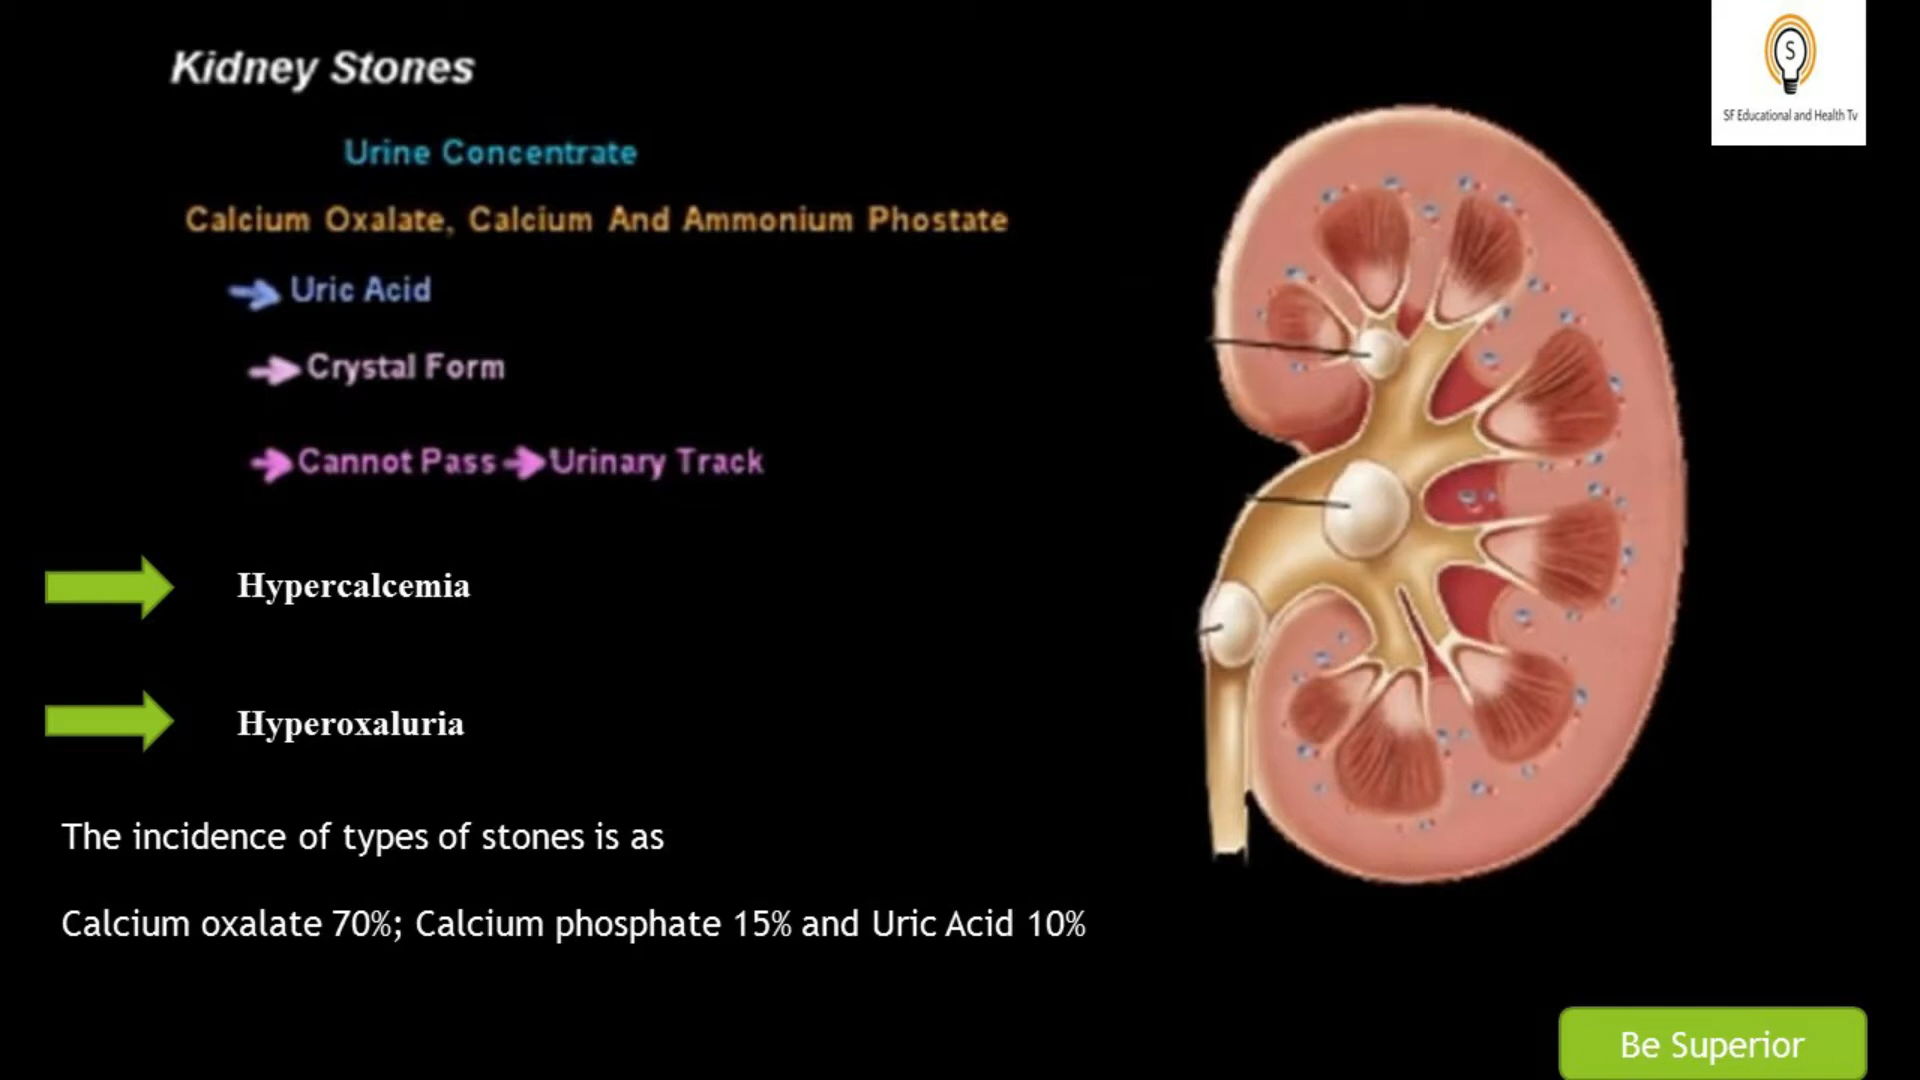 Kidney Stones
S
SF Educational and Health Tv
Urine Concentrate
Calcium Oxalate, Calcium And Ammonium Phostate
Uric Acid
Crystal Form
Cannot Pass Urinary Track
Hypercalcemia
Hyperoxaluria
The incidence of types of stones is as
Calcium oxalate 70%; Calcium phosphate 15% and Uric Acid 10%
Be Superior